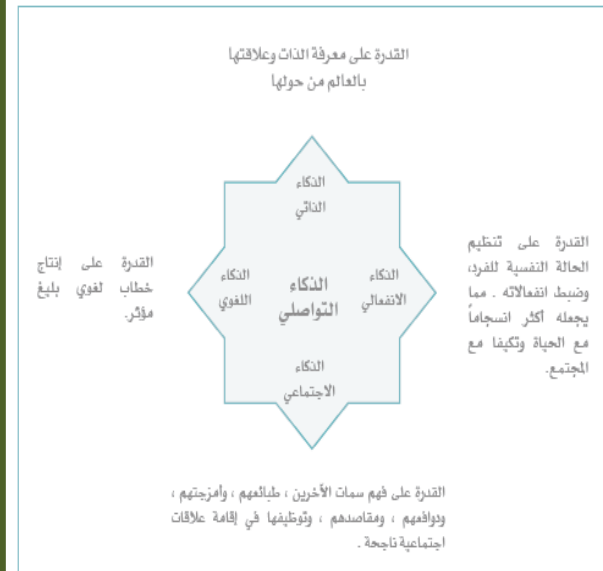 القدرة على معرفة الذات وعلاقتها
بالعالم من حولها
الذكاء
الذاتي
القدرة على تنظيم
الحالة النفسية للفرد،
وضبط انفعالاته . مما
يجعله أكثر انسجاماً
مع الحياة وتكيفا مع
المجتمع.
الذكاء
الانفعالي
الذكاء
التواصلي
الذكاء
اللغوي
القدرة على إنتاج
خطاب لغوي بليغ
مؤثر.
الذكاء
الاجتماعي
القدرة على فهم سمات الآخرين ، طبائعهم ، وأمزجتهم ،
ودوافعهم ، ومقاصدهم ، وتوظيفها في إقامة علاقات
اجتماعية ناجحة .